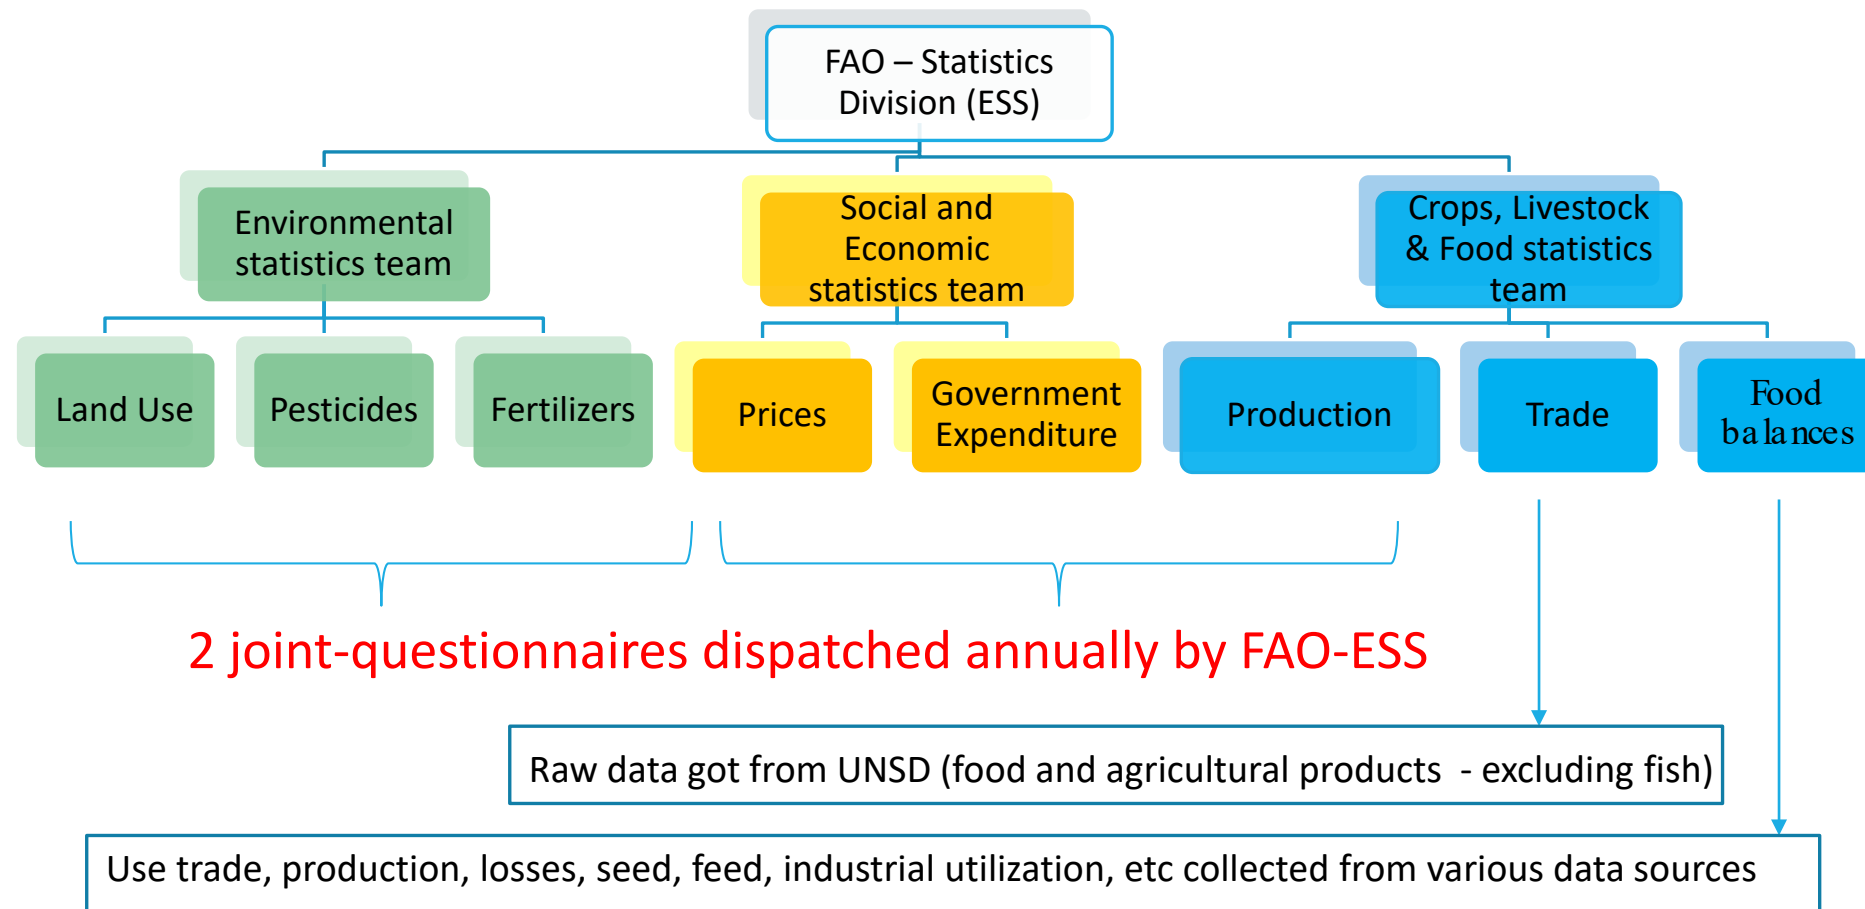 FAO – Statistics
Division (ESS)
Environmental
statistics team
Social and
Economic
statistics team
Crops, Livestock
& Food statistics
team
Land Use
Pesticides
Fertilizers
Prices
Government
Expenditure
Production
Trade
Food
balances
2 joint-questionnaires dispatched annually by FAO-ESS
Raw data got from UNSD (food and agricultural products - excluding fish)
Use trade, production, losses, seed, feed, industrial utilization, etc collected from various data sources